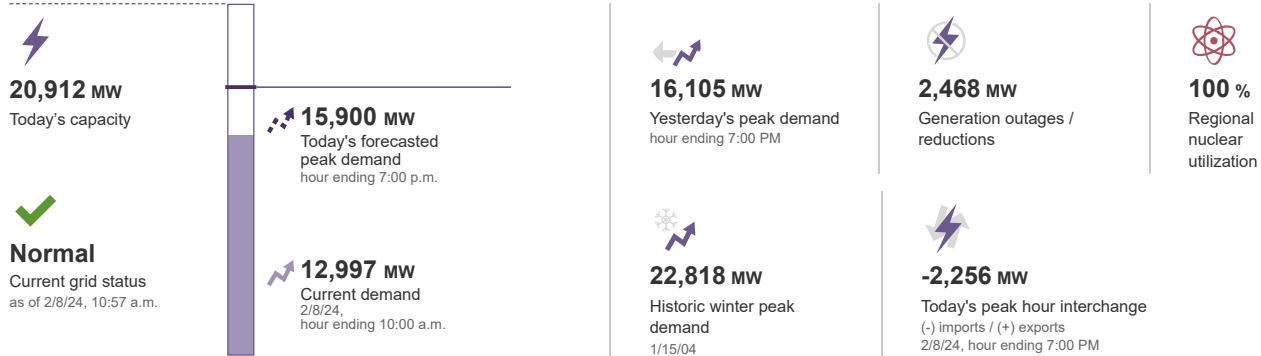 20,912 MW
Today's capacity
Normal
Current grid status
as of 2/8/24, 10:57 a.m.
15,900 MW
Today's forecasted
peak demand
hour ending 7:00 p.m.
12,997 MW
Current demand
2/8/24,
hour ending 10:00 a.m.
16,105 MW
Yesterday's peak demand
hour ending 7:00 PM
2,468 MW
Generation outages /
reductions
100 %
Regional
nuclear
utilization
22,818 MW
Historic winter peak
demand
1/15/04
-2,256 MW
Today's peak hour interchange
(-) imports / (+) exports
2/8/24, hour ending 7:00 PM